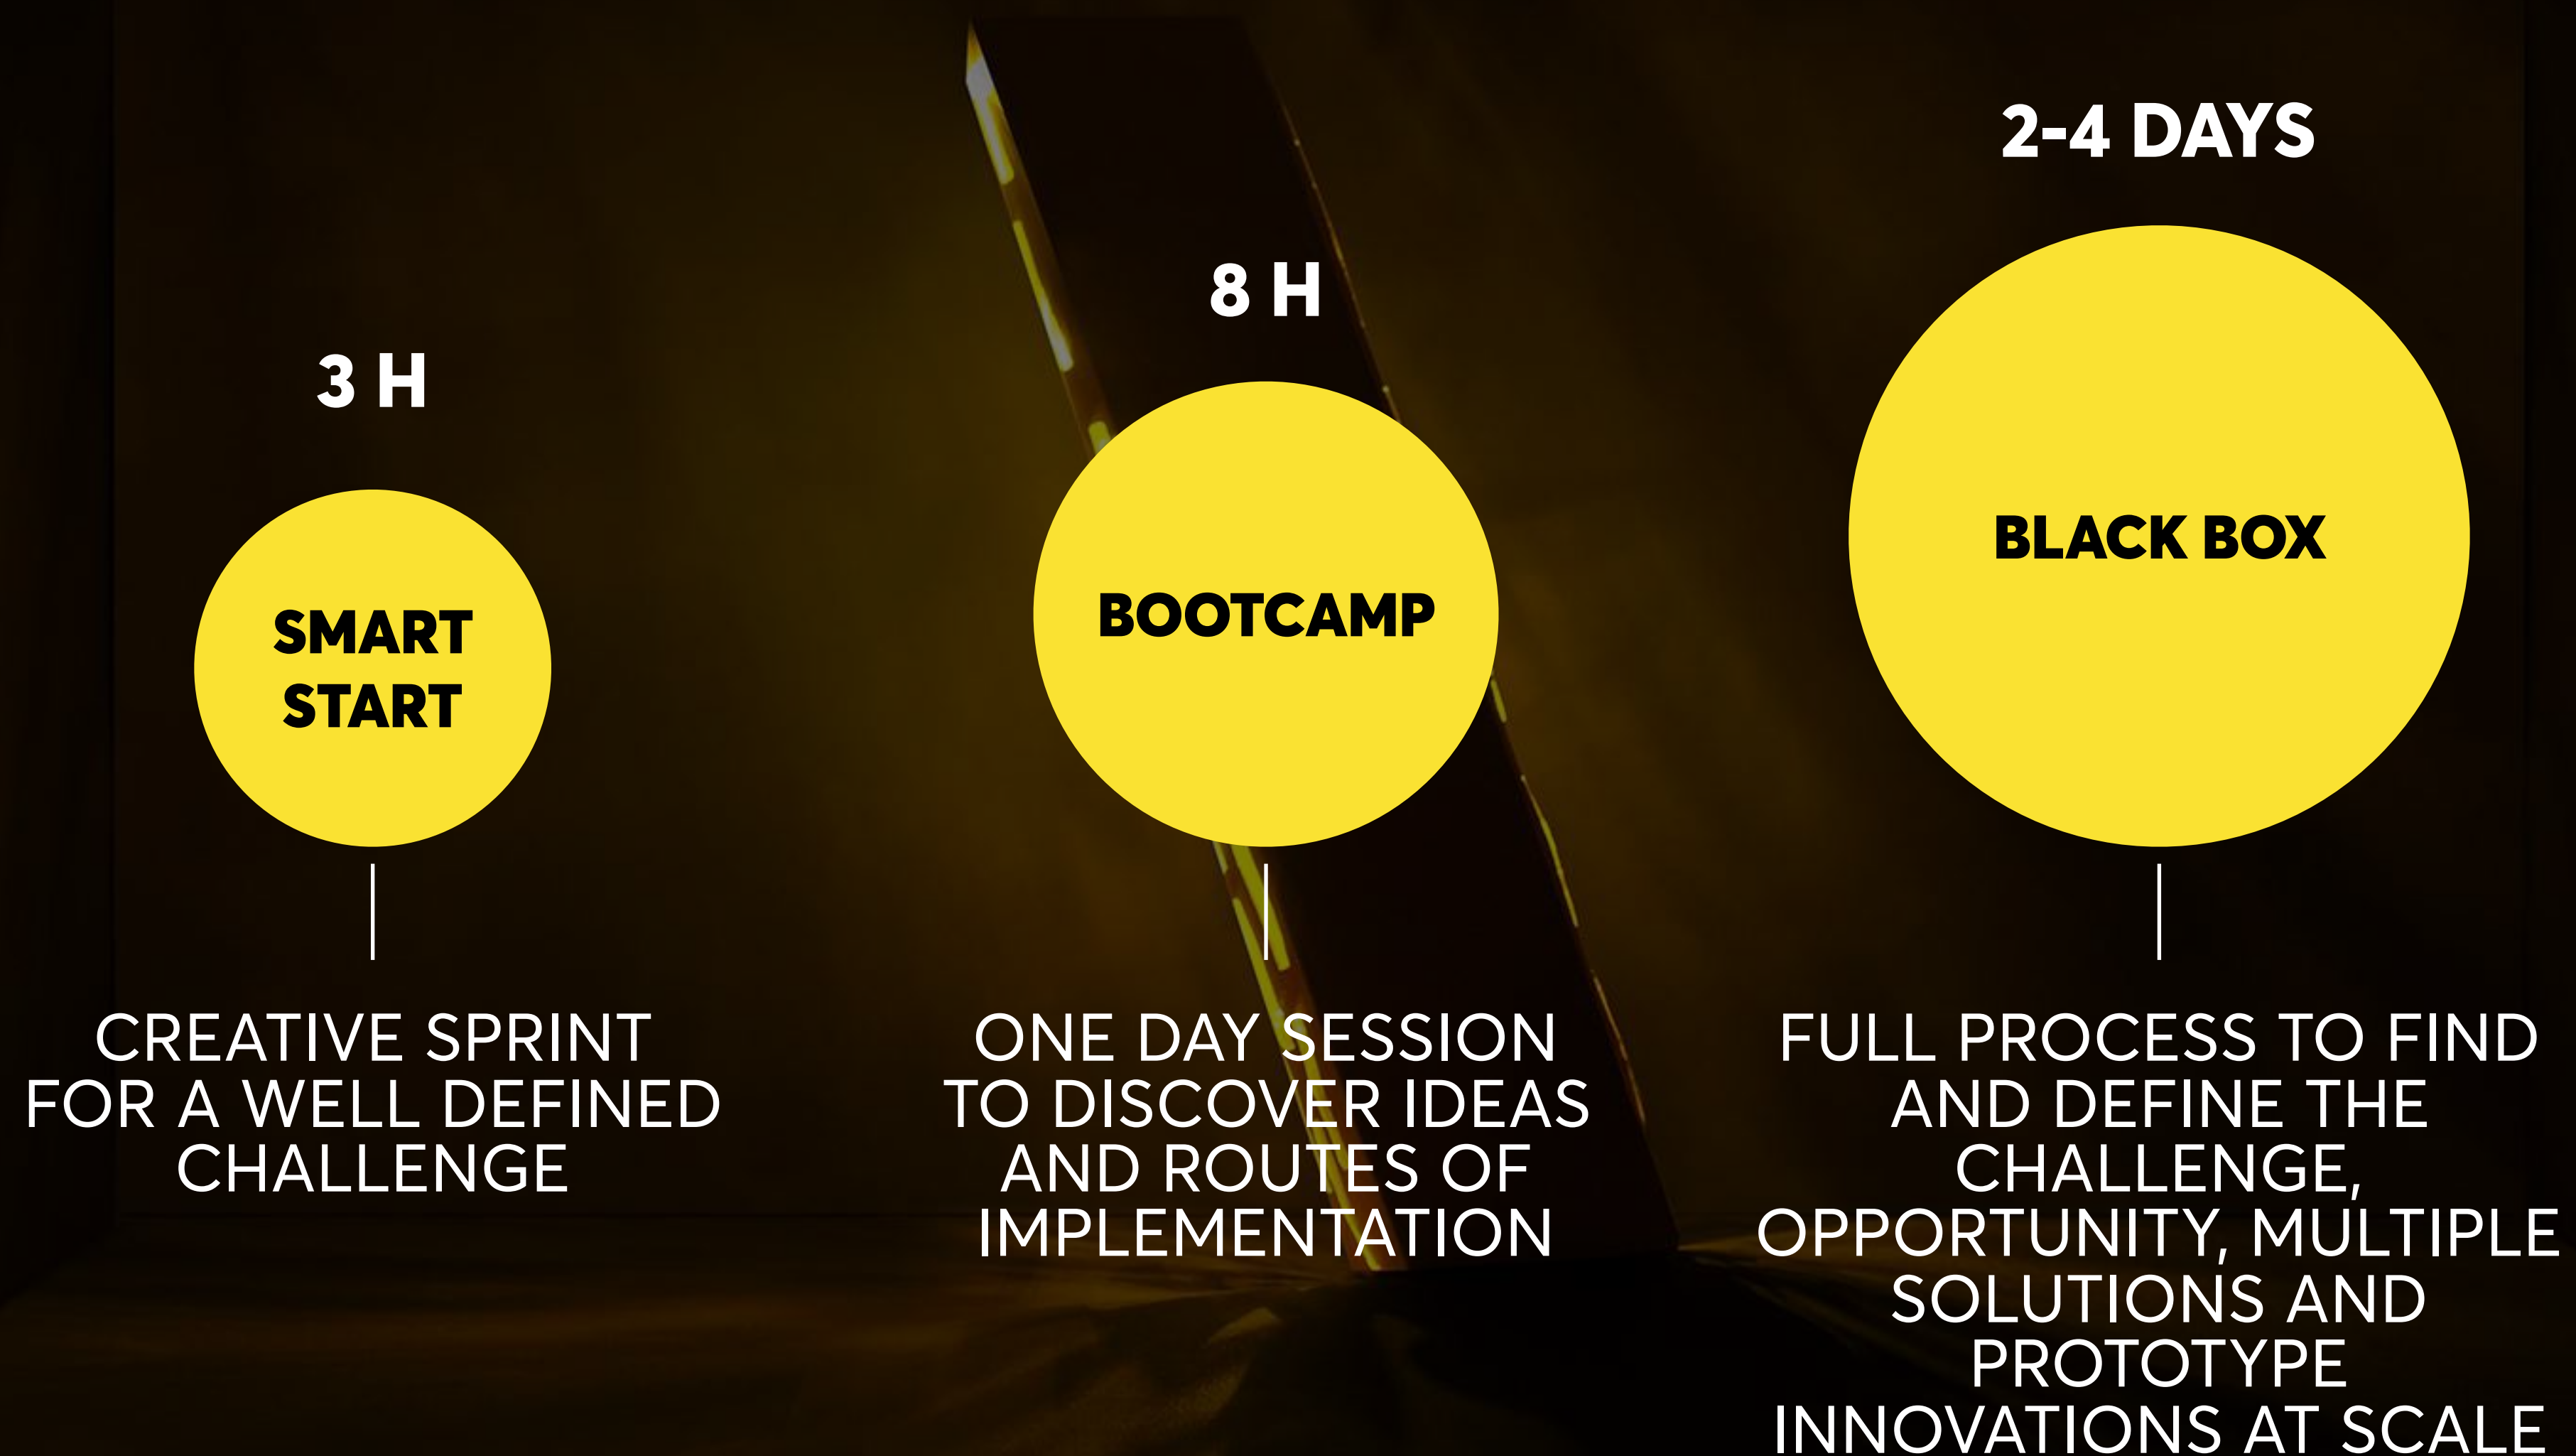 3 H
SMART
START
CREATIVE SPRINT
FOR A WELL DEFINED
CHALLENGE
8 H
BOOTCAMP
ONE DAY SESSION
TO DISCOVER IDEAS
AND ROUTES OF
IMPLEMENTATION
2-4 DAYS
BLACK BOX
FULL PROCESS TO FIND
AND DEFINE THE
CHALLENGE,
OPPORTUNITY, MULTIPLE
SOLUTIONS AND
PROTOTYPE
INNOVATIONS AT SCALE